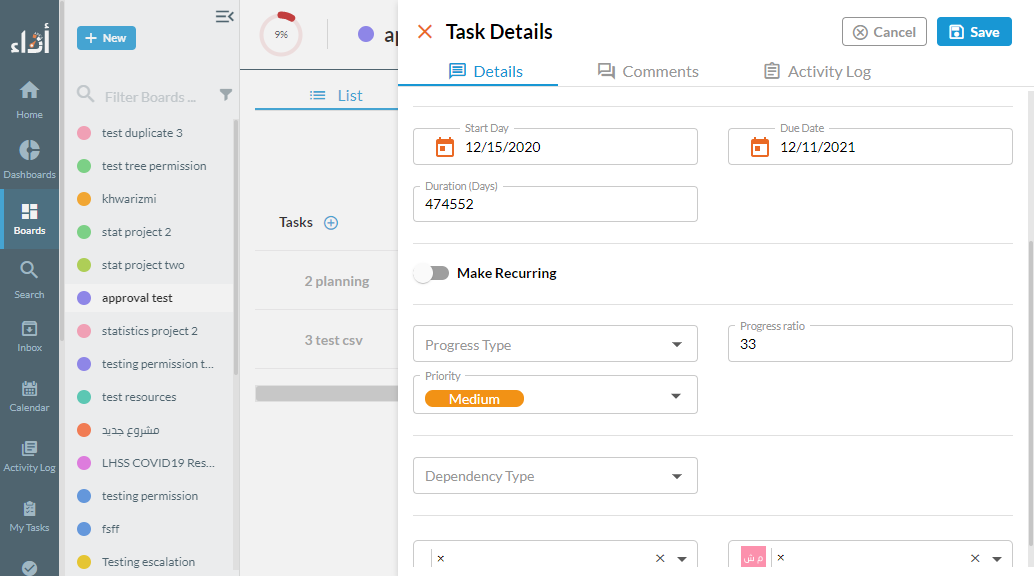 أداء
Home
Dashboards
Boards
Search
Inbox
Calendar
Activity Log
My Tasks
+ New
Filter Boards ...
test duplicate 3
test tree permission
khwarizmi
stat project 2
stat project two
approval test
statistics project 2
testing permission t...
test resources
مشروع جديد
LHSS COVID19 Res...
testing permission
fsff
Testing escalation
9%
ap
List
Tasks
2 planning
3 test csv
Task Details
Cancel
Save
Details
Comments
Activity Log
Start Day
12/15/2020
Due Date
12/11/2021
Duration (Days)
474552
Make Recurring
Progress Type
Progress ratio
33
Priority
Medium
Dependency Type
م ش